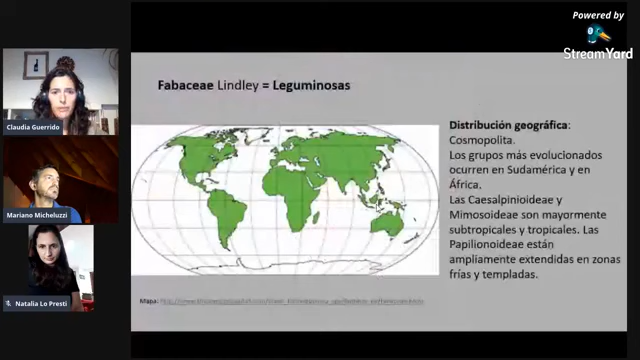 Powered by
StreamYard
Fabaceae Lindley = Leguminosas
Distribución geográfica:
Cosmopolita.
Los grupos más evolucionados
ocurren en Sudamérica y en
África.
Las Caesalpinioideae y
Mimosoideae son mayormente
subtropicales y tropicales. Las
Papilionoideae están
ampliamente extendidas en zonas
frías y templadas.
Mapa:
Claudia Guerrido
Mariano Micheluzzi
Natalia Lo Presti